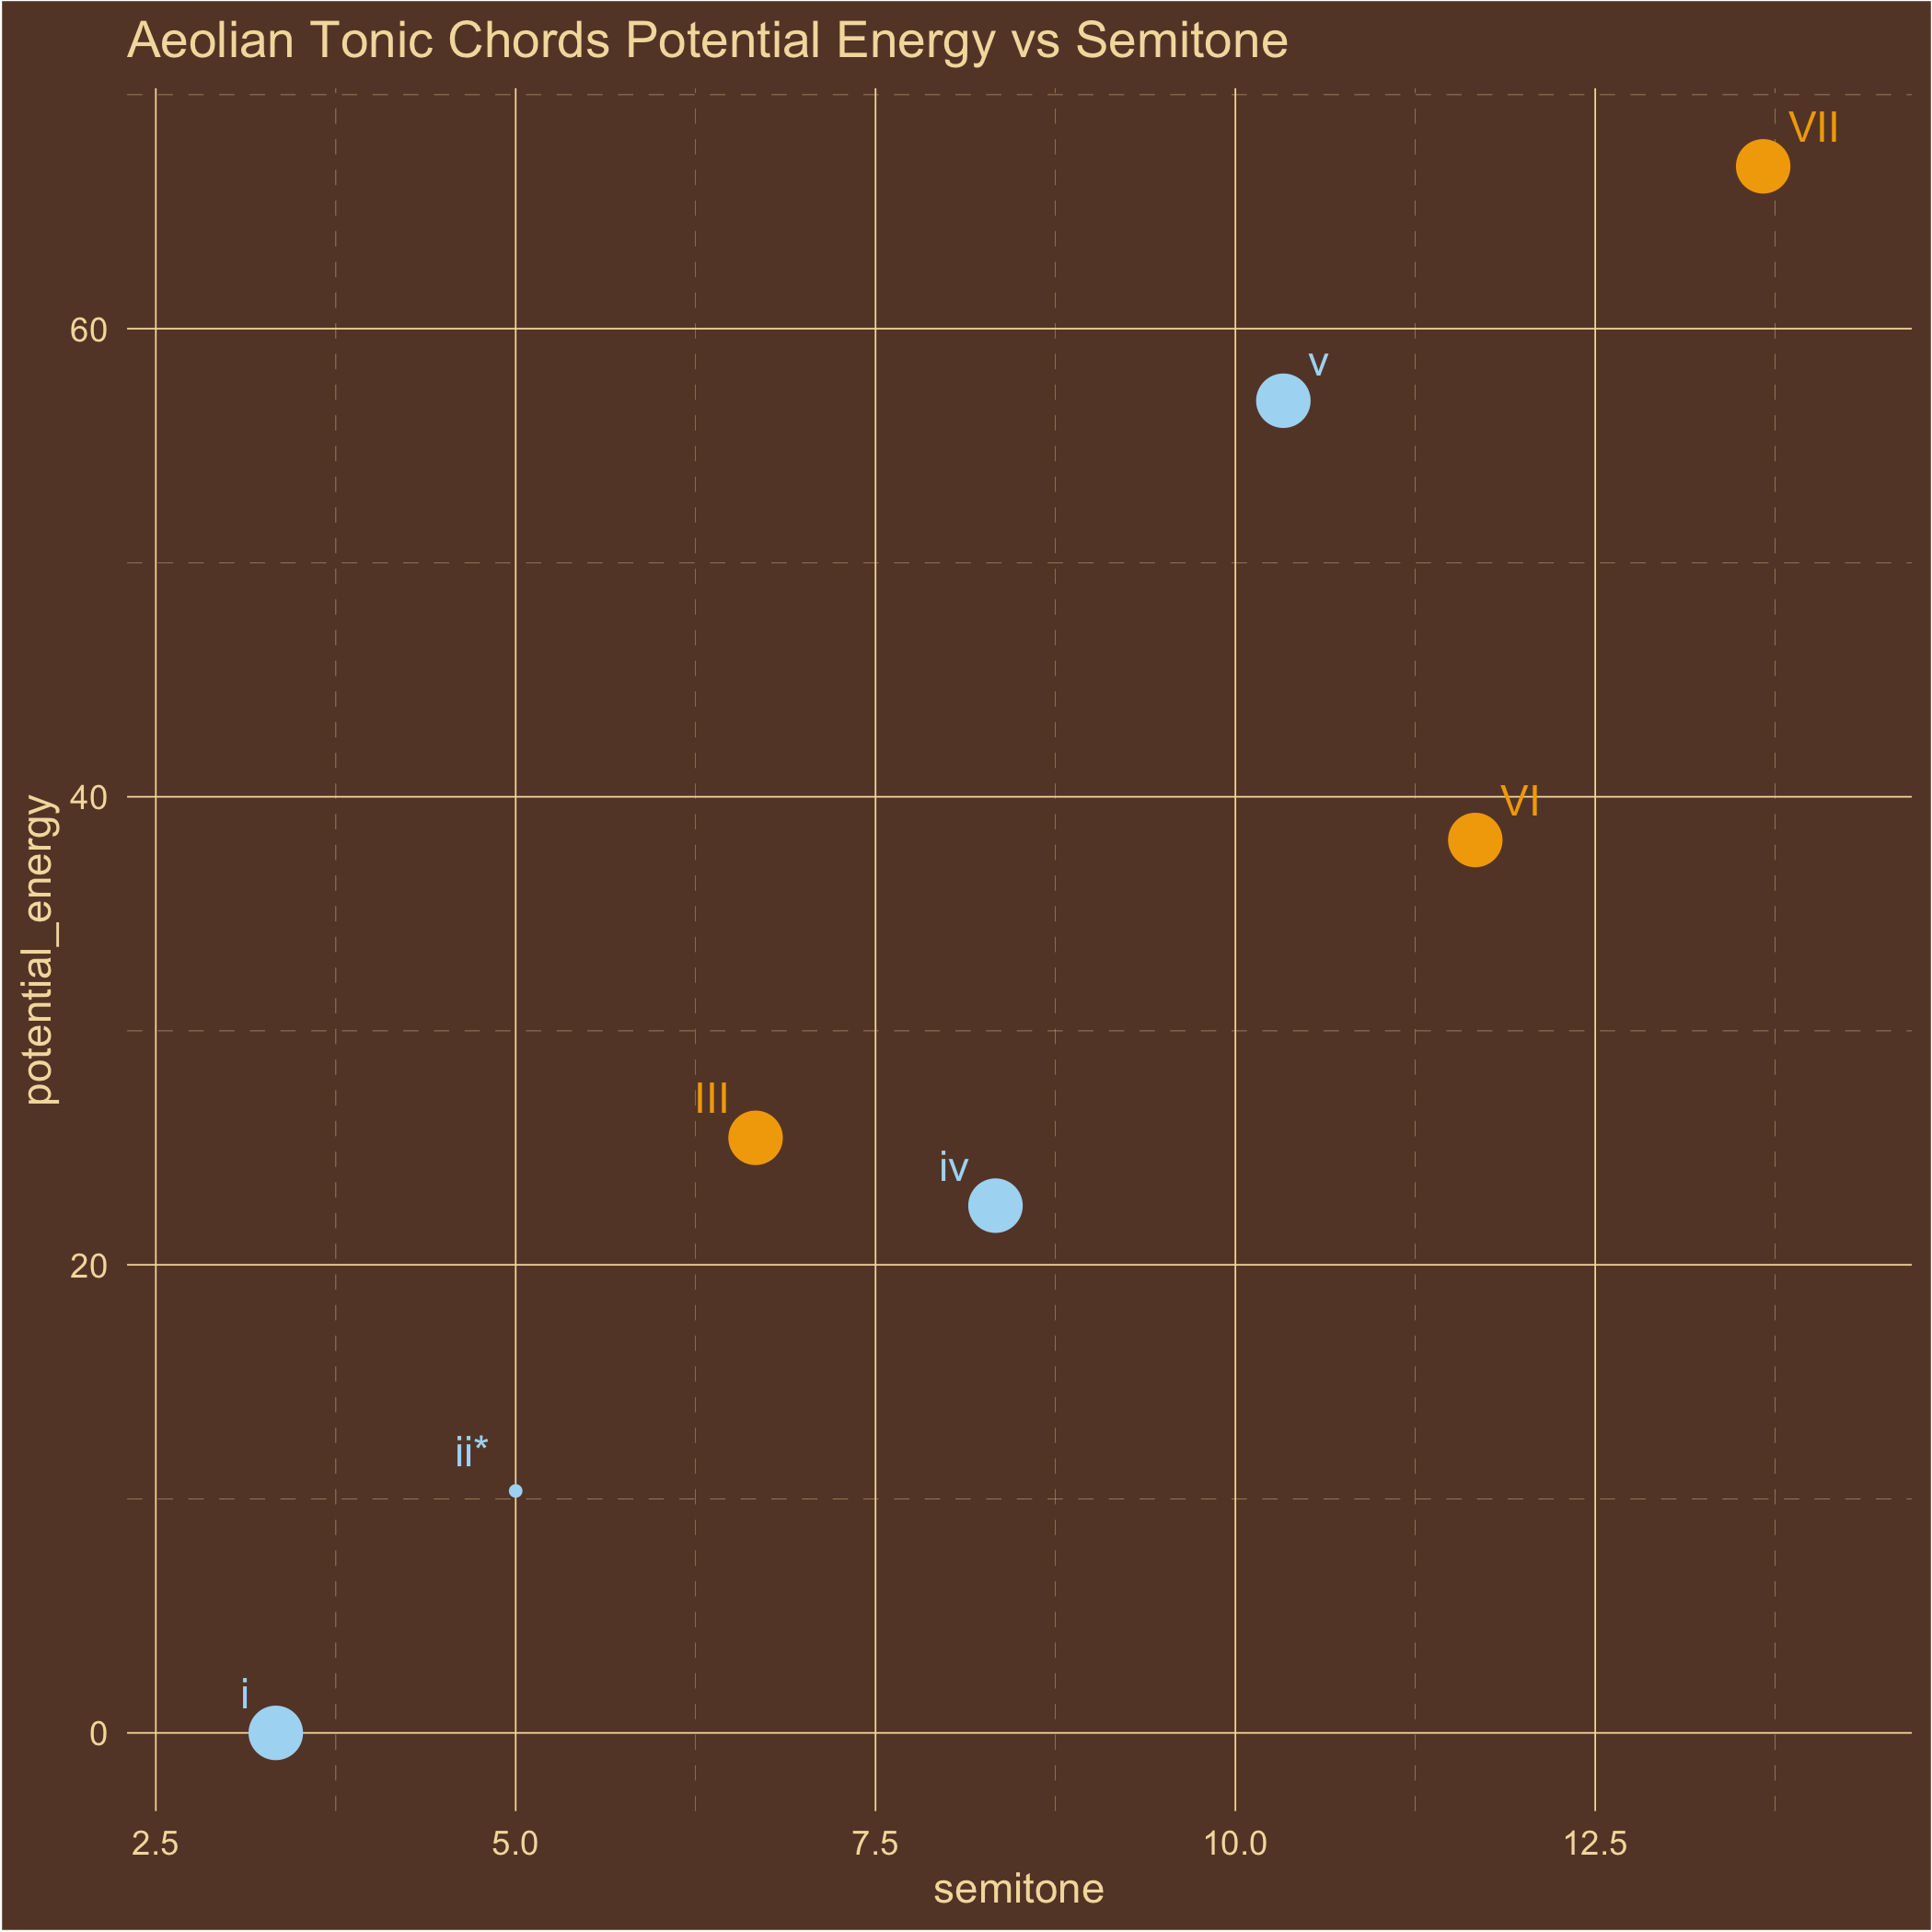 Aeolian Tonic Chords Potential Energy vs Semitone
VII
60
v
potential_energy
40
VI
III
iv
20
ii*
i
0
2.5 5.0 7.5 10.0 12.5
semitone